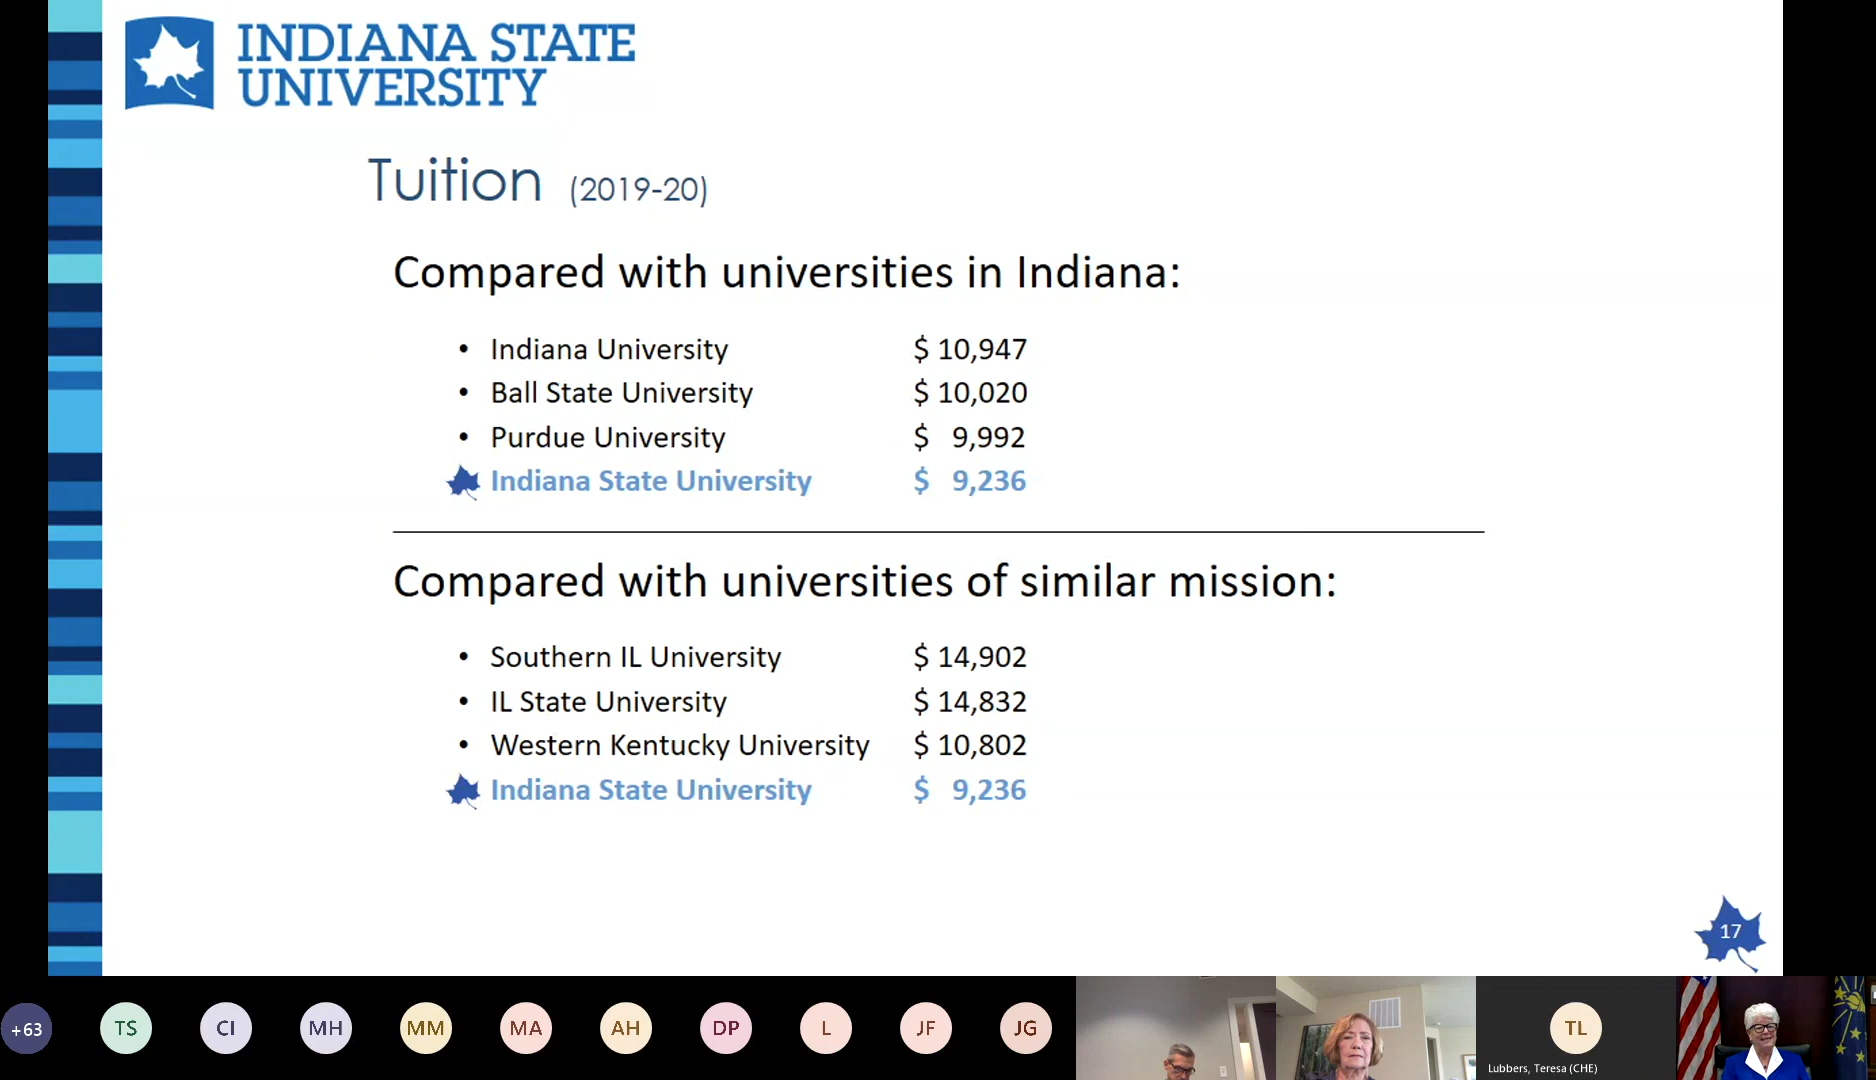 INDIANA STATE
UNIVERSITY
Tuition (2019-20)
Compared with universities in Indiana:
• Indiana University $ 10,947
• Ball State University $ 10,020
• Purdue University $ 9,992
Indiana State University $ 9,236
Compared with universities of similar mission:
• Southern IL University $ 14,902
• IL State University $ 14,832
• Western Kentucky University $ 10,802
Indiana State University $ 9,236
17
+63 TS CI MH MM MA AH DP L JF JG TL
Lubbers, Teresa (CHE)